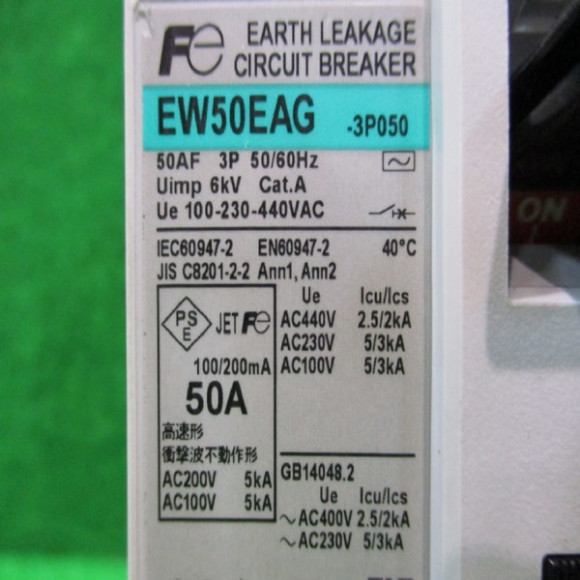 Fe EARTH LEAKAGE
CIRCUIT BREAKER
EW50EAG -3P050
50AF 3P 50/60Hz
Uimp 6kV Cat.A
Ue 100-230-440VAC
IEC60947-2 EN60947-2 40°C
JIS C8201-2-2 Ann1, Ann2
PS
E
JET Fe
100/200mA
50A
高速形
衝撃波不動作形
AC200V 5kA
AC100V 5kA
Ue Icu/Ics
AC440V 2.5/2kA
AC230V 5/3kA
AC100V 5/3kA
GB14048.2
Ue Icu/Ics
～AC400V 2.5/2kA
～AC230V 5/3kA
ON